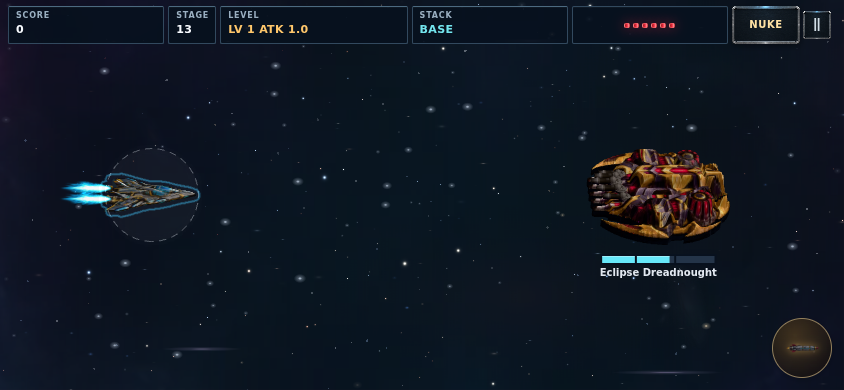 SCORE
0
STAGE
13
LEVEL
LV 1 ATK 1.0
STACK
BASE
NUKE
Eclipse Dreadnought